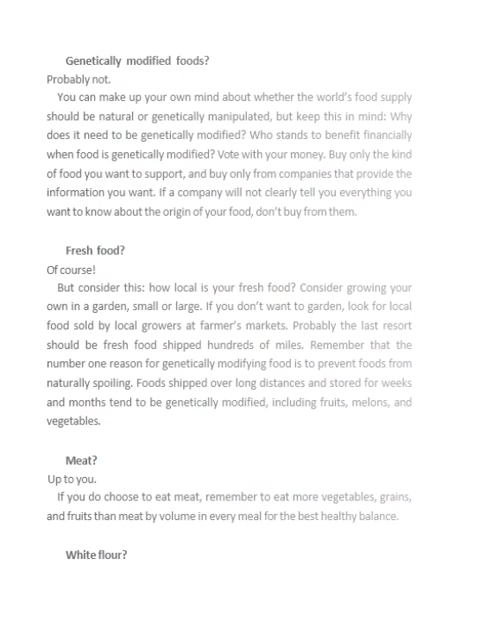 Genetically modified foods?
Probably not.
You can make up your own mind about whether the world's food supply
should be natural or genetically manipulated, but keep this in mind: Why
does it need to be genetically modified? Who stands to benefit financially
when food is genetically modified? Vote with your money. Buy only the kind
of food you want to support, and buy only from companies that provide the
information you want. If a company will not clearly tell you everything you
want to know about the origin of your food, don't buy from them.
Fresh food?
Of course!
But consider this: how local is your fresh food? Consider growing your
own in a garden, small or large. If you don't want to garden, look for local
food sold by local growers at farmer's markets. Probably the last resort
should be fresh food shipped hundreds of miles. Remember that the
number one reason for genetically modifying food is to prevent foods from
naturally spoiling. Foods shipped over long distances and stored for weeks
and months tend to be genetically modified, including fruits, melons, and
vegetables.
Meat?
Up to you.
If you do choose to eat meat, remember to eat more vegetables, grains,
and fruits than meat by volume in every meal for the best healthy balance.
White flour?